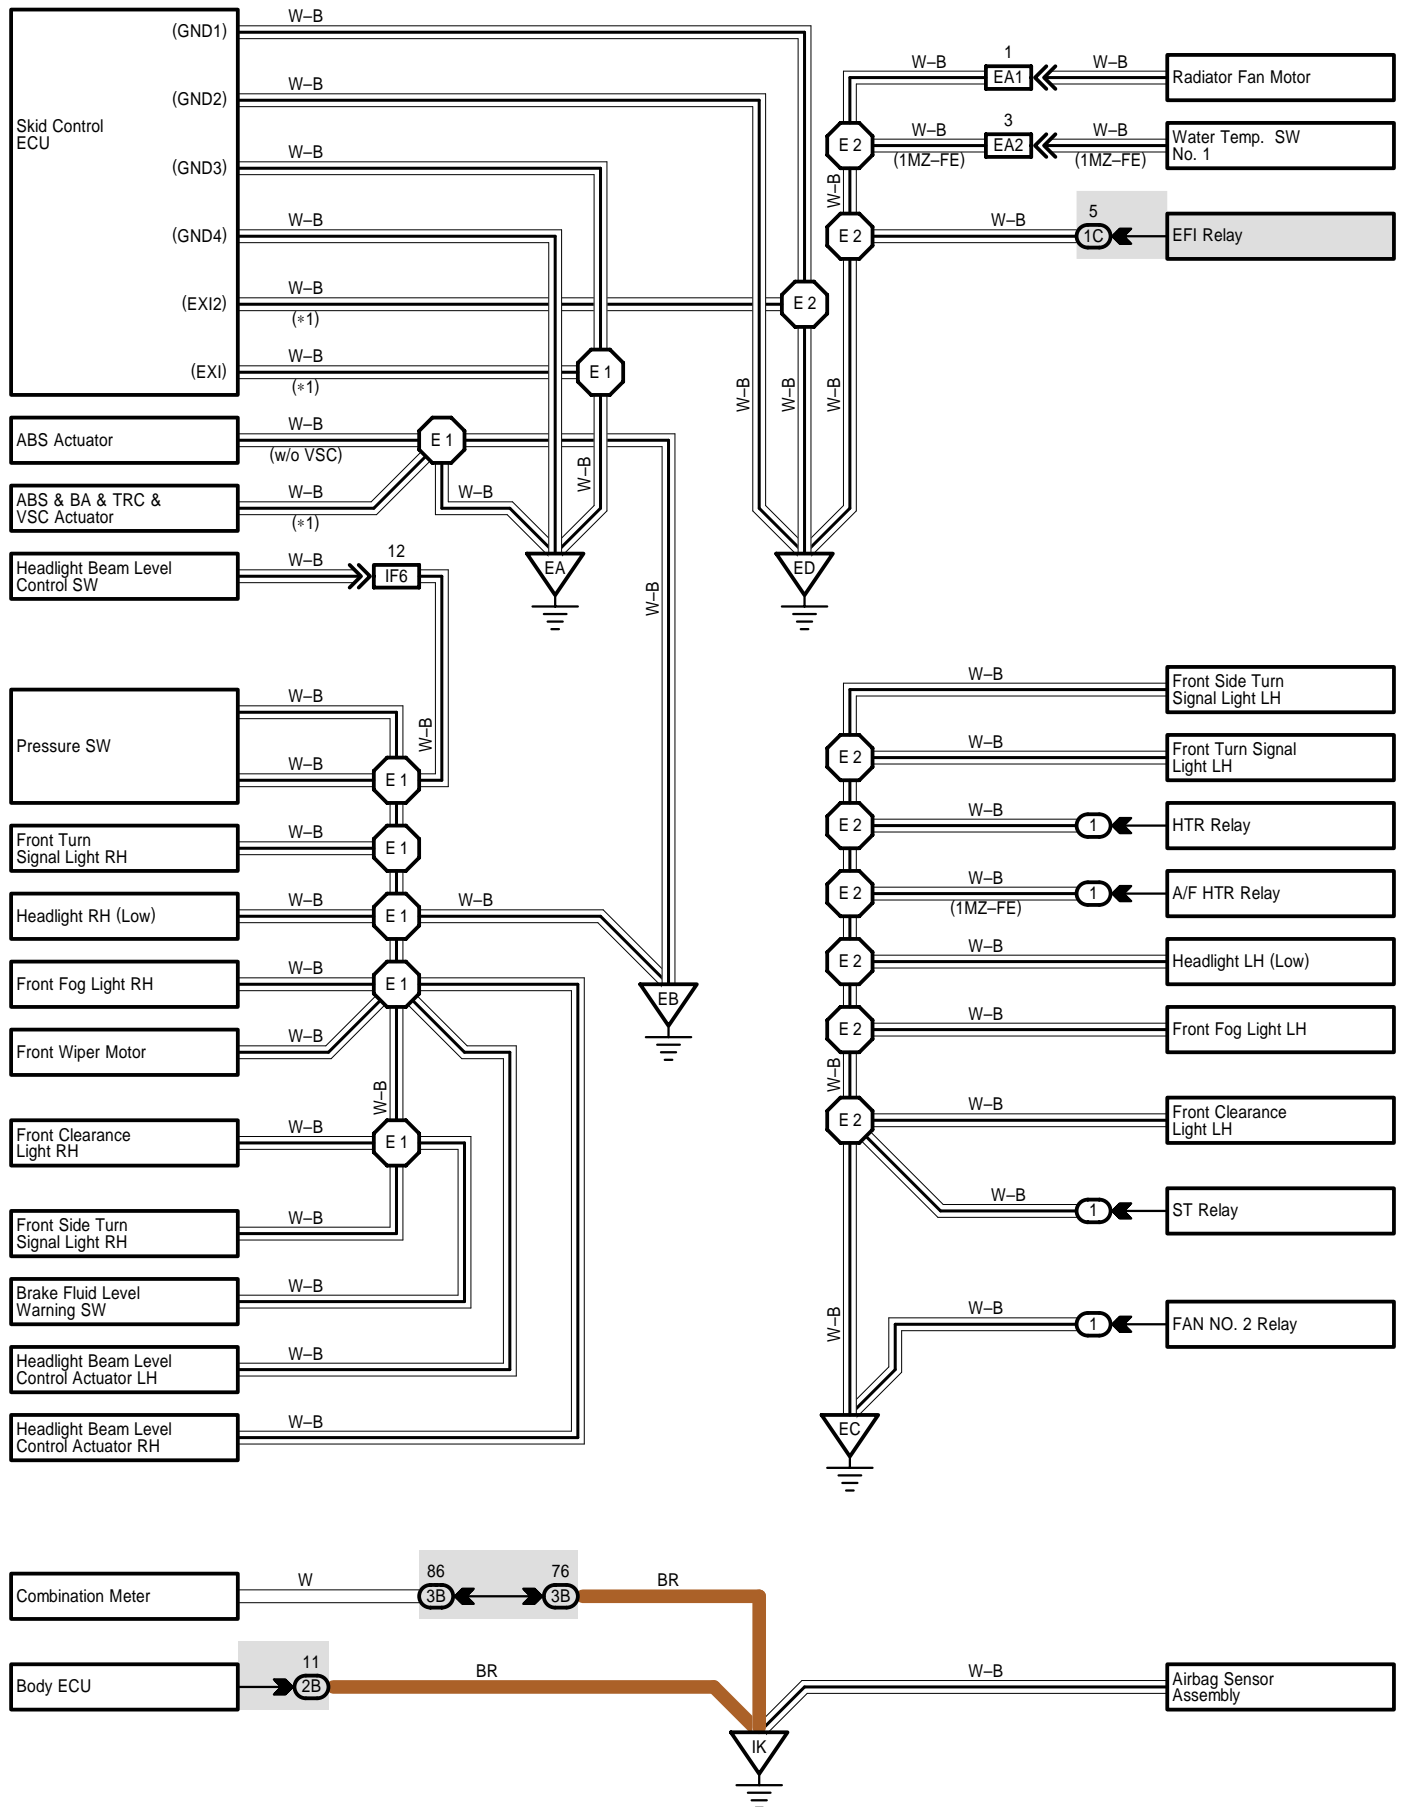 W–B
(GND1)
W–B
(GND2)
Skid Control
ECU
W–B
(GND3)
W–B
(GND4)
W–B
(EXI2)
(∗1)
W–B
(EXI)
(∗1)
E 2
E 1
W–B
ABS Actuator
(w/o VSC)
E 1
W–B
ABS & BA & TRC &
VSC Actuator
(∗1)
W–B
W–B
W–B
Headlight Beam Level
Control SW
12
IF6
EA
W–B
W–B
W–B
W–B
ED
1
W–B
EA1
W–B
Radiator Fan Motor
3
E 2
W–B
(1MZ–FE)
EA2
W–B
(1MZ–FE)
Water Temp. SW
No. 1
W–B
E 2
W–B
5
1C
EFI Relay
W–B
Pressure SW
W–B
W–B
E 1
W–B
Front Turn
Signal Light RH
E 1
W–B
Headlight RH (Low)
E 1
W–B
W–B
Front Fog Light RH
E 1
EB
W–B
Front Wiper Motor
W–B
W–B
Front Clearance
Light RH
E 1
W–B
Front Side Turn
Signal Light RH
W–B
Brake Fluid Level
Warning SW
W–B
Headlight Beam Level
Control Actuator LH
W–B
Headlight Beam Level
Control Actuator RH
W–B
Front Side Turn
Signal Light LH
E 2
W–B
Front Turn Signal
Light LH
E 2
W–B
1
HTR Relay
E 2
W–B
(1MZ–FE)
1
A/F HTR Relay
E 2
W–B
Headlight LH (Low)
E 2
W–B
Front Fog Light LH
W–B
E 2
W–B
Front Clearance
Light LH
W–B
1
ST Relay
W–B
W–B
1
FAN NO. 2 Relay
EC
Combination Meter
W
86
3B
76
3B
BR
Body ECU
11
2B
BR
W–B
Airbag Sensor
Assembly
IK